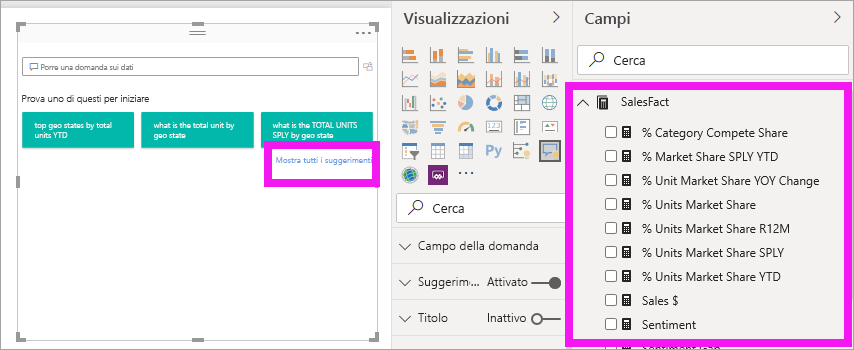 Porre una domanda sui dati
Prova uno di questi per iniziare
top geo states by total
units YTD
what is the total unit by
geo state
what is the TOTAL UNITS
SPLY by geo state
Mostra tutti i suggerimenti
Visualizzazioni
123
Py
Cerca
Campo della domanda
Suggerim... Attivato
Titolo Inattivo
Campi
Cerca
SalesFact
% Category Compete Share
% Market Share SPLY YTD
% Unit Market Share YOY Change
% Units Market Share
% Units Market Share R12M
% Units Market Share SPLY
% Units Market Share YTD
Sales $
Sentiment
Sentiment Gap